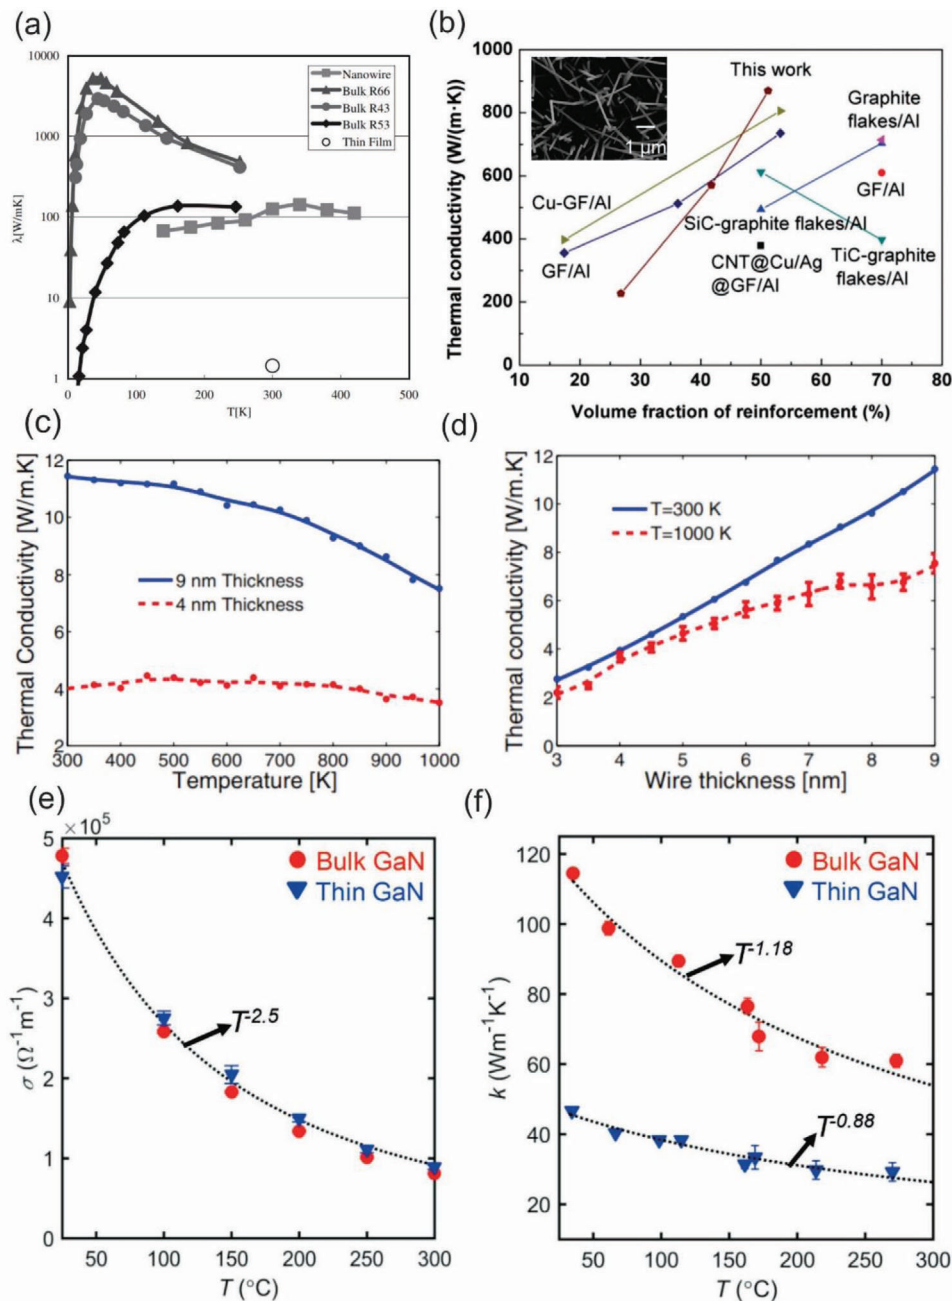 (a)
10000
1000
100
10
1
λ[W/mK]
0 100 200 300 400 500
T[K]
Nanowire
Bulk R66
Bulk R43
Bulk R53
Thin Film
(b)
1000
800
600
400
200
0
Thermal conductivity (W/(m·K)
10 20 30 40 50 60 70 80
Volume fraction of reinforcement (%)
1 μm
This work
Graphite
flakes/Al
Cu-GF/Al
GF/Al
SiC-graphite flakes/Al
GF/Al
CNT@Cu/Ag
@GF/Al
TiC-graphite
flakes/Al
(c)
12
10
8
6
4
2
Thermal Conductivity [W/m.K]
9 nm Thickness
4 nm Thickness
300 400 500 600 700 800 900 1000
Temperature [K]
(d)
12
10
8
6
4
2
0
Thermal conductivity [W/m.K]
T=300 K
T=1000 K
3 4 5 6 7 8 9
Wire thickness [nm]
(e)
×10⁵
5
4
3
2
1
0
σ (Ω⁻¹m⁻¹)
Bulk GaN
Thin GaN
T⁻²·⁵
50 100 150 200 250 300
T (°C)
(f)
120
100
80
60
40
20
k (Wm⁻¹K⁻¹)
Bulk GaN
Thin GaN
T⁻¹·¹⁸
T⁻⁰·⁸⁸
50 100 150 200 250 300
T (°C)